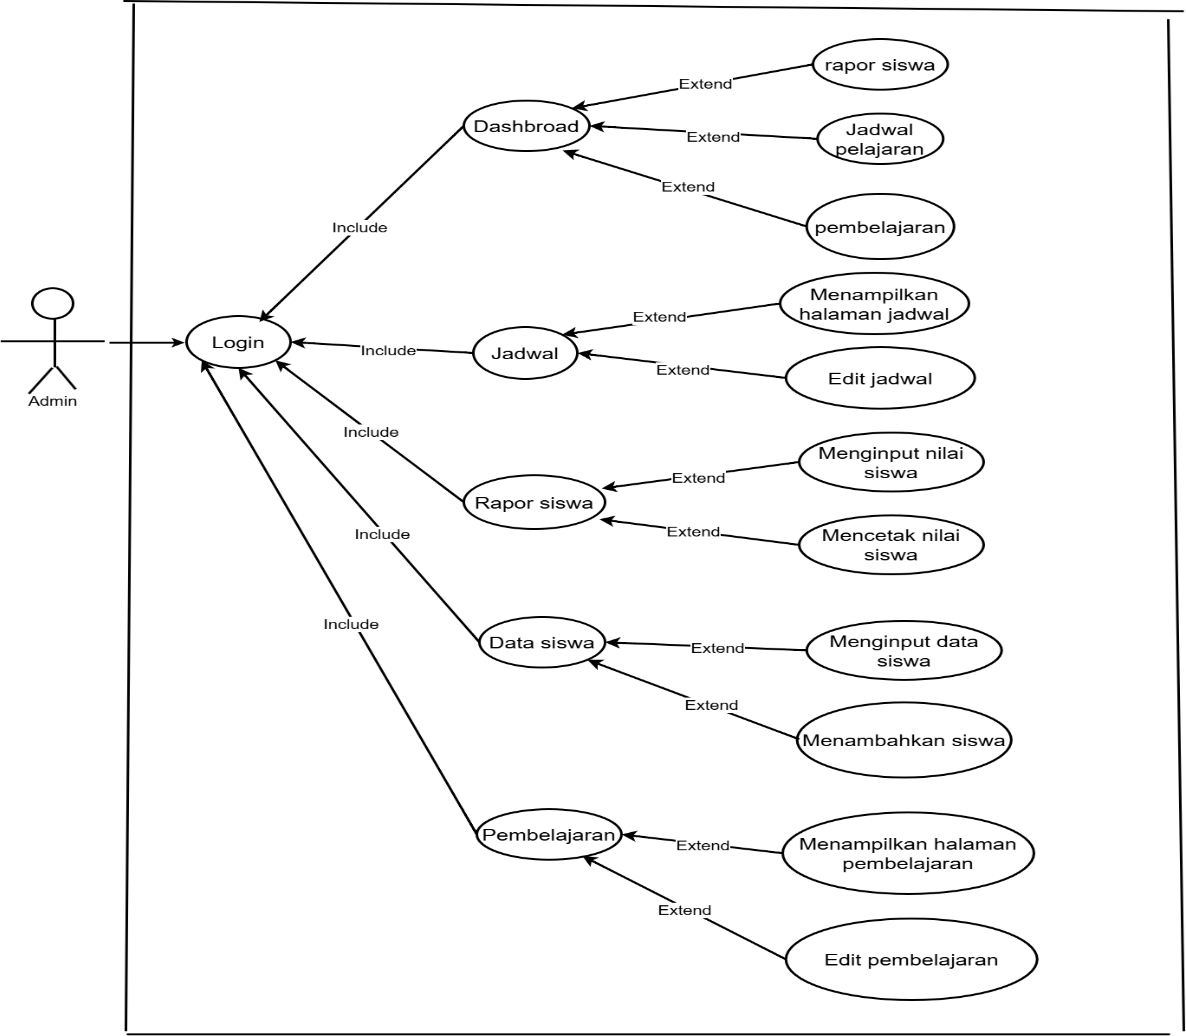 rapor siswa
Extend
Dashbroad
Extend
Jadwal
pelajaran
Extend
pembelajaran
Include
Menampilkan
halaman jadwal
Extend
Admin
Login
Include
Jadwal
Extend
Edit jadwal
Include
Rapor siswa
Extend
Menginput nilai
siswa
Extend
Mencetak nilai
siswa
Include
Data siswa
Extend
Menginput data
siswa
Extend
Menambahkan siswa
Include
Pembelajaran
Extend
Menampilkan halaman
pembelajaran
Extend
Edit pembelajaran